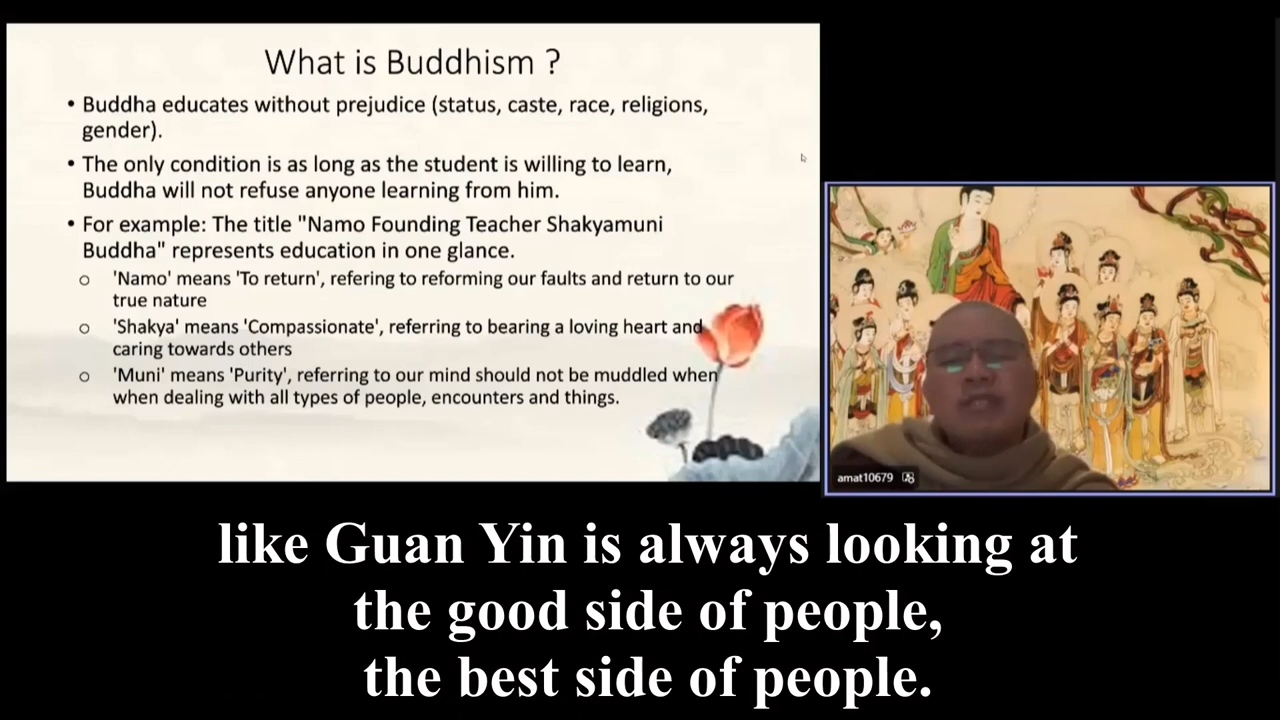 What is Buddhism ?
• Buddha educates without prejudice (status, caste, race, religions,
gender).
• The only condition is as long as the student is willing to learn,
Buddha will not refuse anyone learning from him.
• For example: The title "Namo Founding Teacher Shakyamuni
Buddha" represents education in one glance.
o 'Namo' means 'To return', refering to reforming our faults and return to our
true nature
o 'Shakya' means 'Compassionate', referring to bearing a loving heart and
caring towards others
o 'Muni' means 'Purity', referring to our mind should not be muddled when
when dealing with all types of people, encounters and things.
amat10679
like Guan Yin is always looking at
the good side of people,
the best side of people.